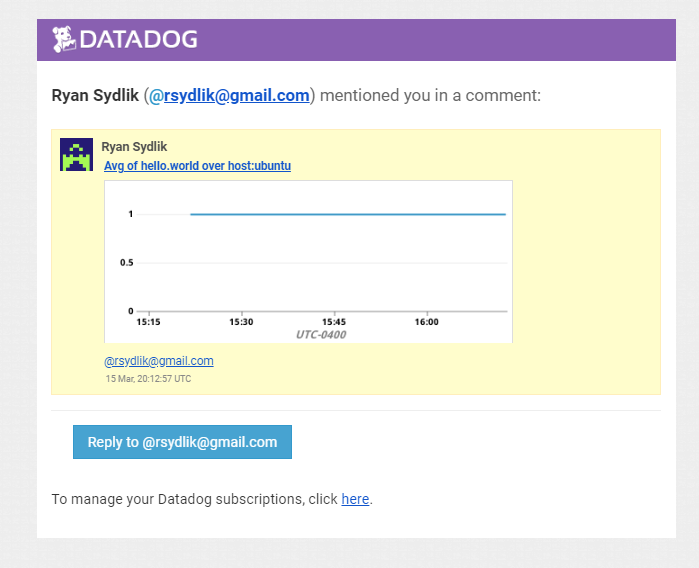 DATADOG
Ryan Sydlik (@rsydlik@gmail.com) mentioned you in a comment:
Ryan Sydlik
Avg of hello.world over host:ubuntu
1
0.5
0
15:15 15:30 15:45 16:00
UTC-0400
@rsydlik@gmail.com
15 Mar, 20:12:57 UTC
Reply to @rsydlik@gmail.com
To manage your Datadog subscriptions, click here.